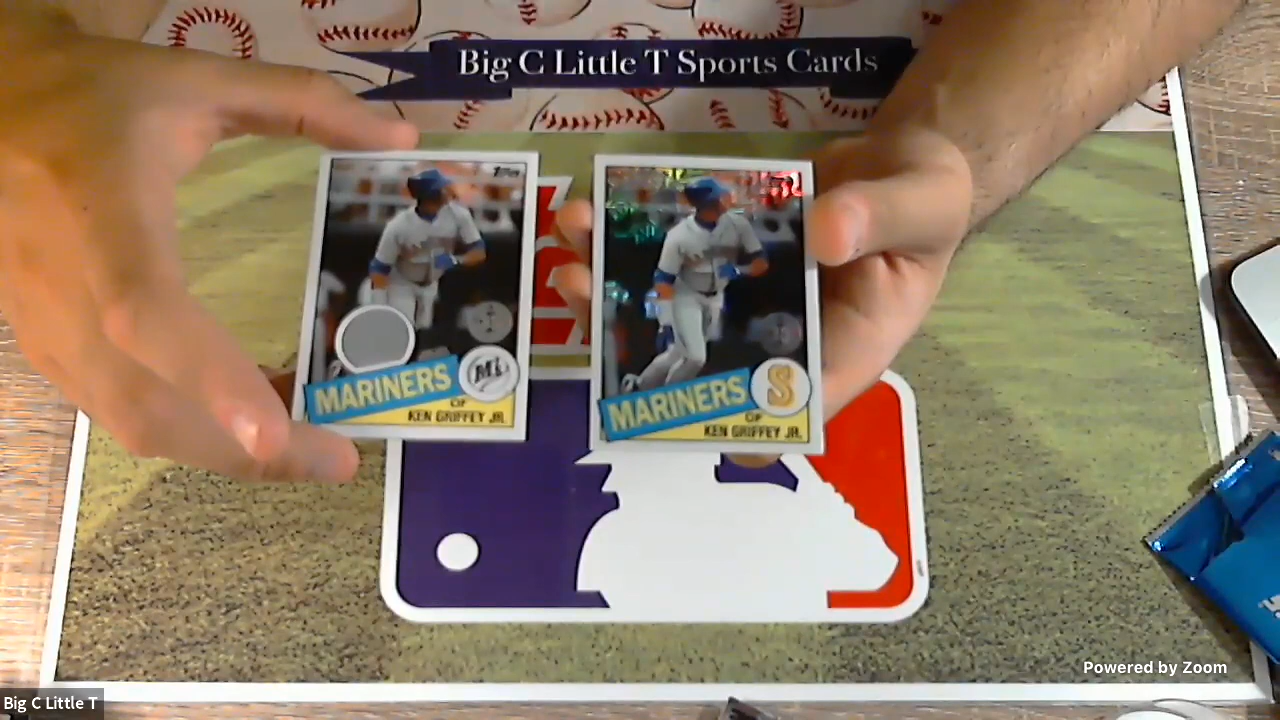 Big C Little T Sports Cards
Topps
MARINERS
OF
KEN GRIFFEY JR.
MARINERS
OF
KEN GRIFFEY JR.
S
Powered by Zoom
Big C Little T